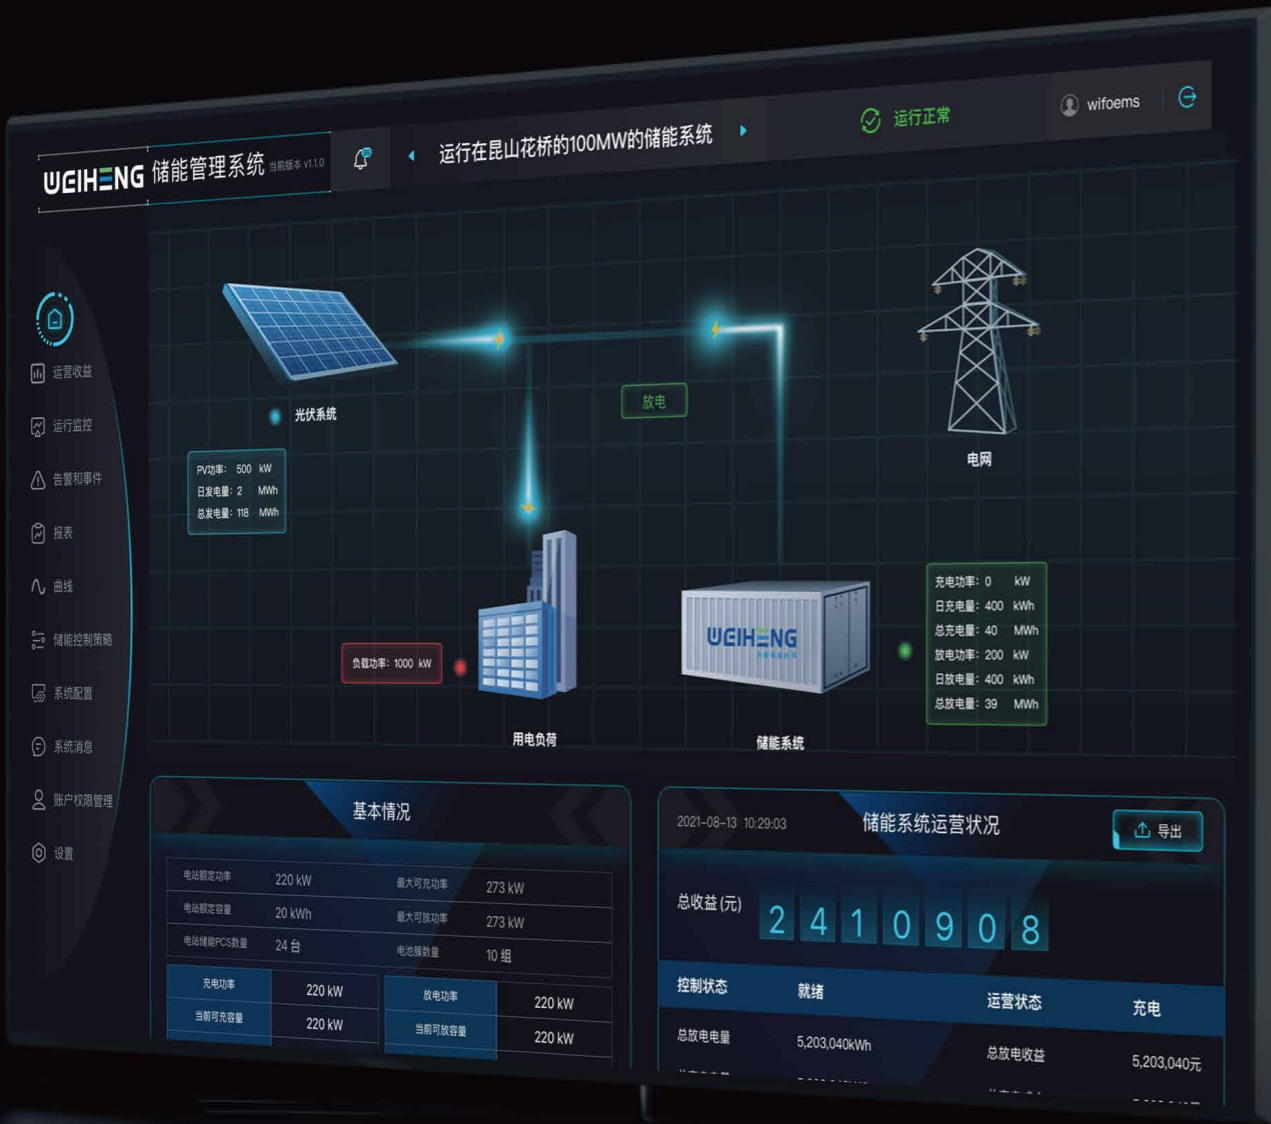 WEIHENG 储能管理系统 当前版本 v1.1.0
运行在昆山花桥的100MW的储能系统
运行正常
wifoems
运营收益
运行监控
告警和事件
报表
曲线
储能控制策略
系统配置
系统消息
账户权限管理
设置
光伏系统
PV功率: 500 kW
日发电量: 2 MWh
总发电量: 118 MWh
放电
电网
负载功率: 1000 kW
用电负荷
WEIHENG
储能系统
充电功率: 0 kW
日充电量: 400 kWh
总充电量: 40 MWh
放电功率: 200 kW
日放电量: 400 kWh
总放电量: 39 MWh
基本情况
电站额定功率 220 kW 最大可充功率 273 kW
电站额定容量 20 kWh 最大可放功率 273 kW
电站储能PCS数量 24 台 电池簇数量 10 组
充电功率 220 kW 放电功率 220 kW
当前可充容量 220 kW 当前可放容量 220 kW
2021-08-13 10:29:03 储能系统运营状况 导出
总收益 (元) 2410908
控制状态 就绪 运营状态 充电
总放电电量 5,203,040kWh 总放电收益 5,203,040元